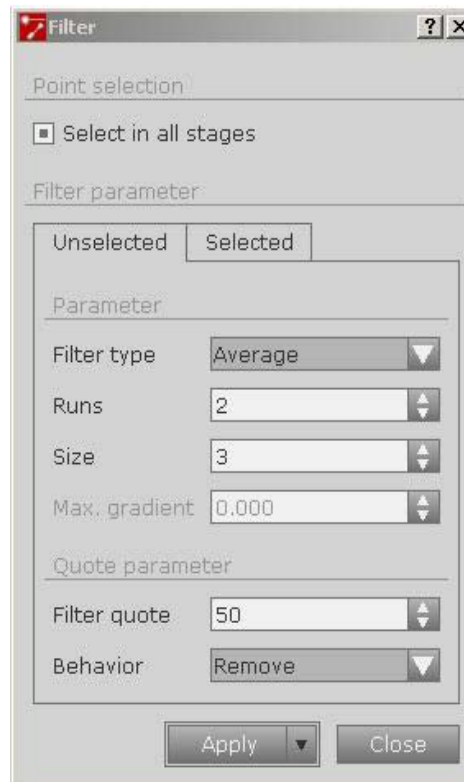 Filter
Point selection
Select in all stages
Filter parameter
Unselected Selected
Parameter
Filter type Average
Runs 2
Size 3
Max. gradient 0.000
Quote parameter
Filter quote 50
Behavior Remove
Apply Close